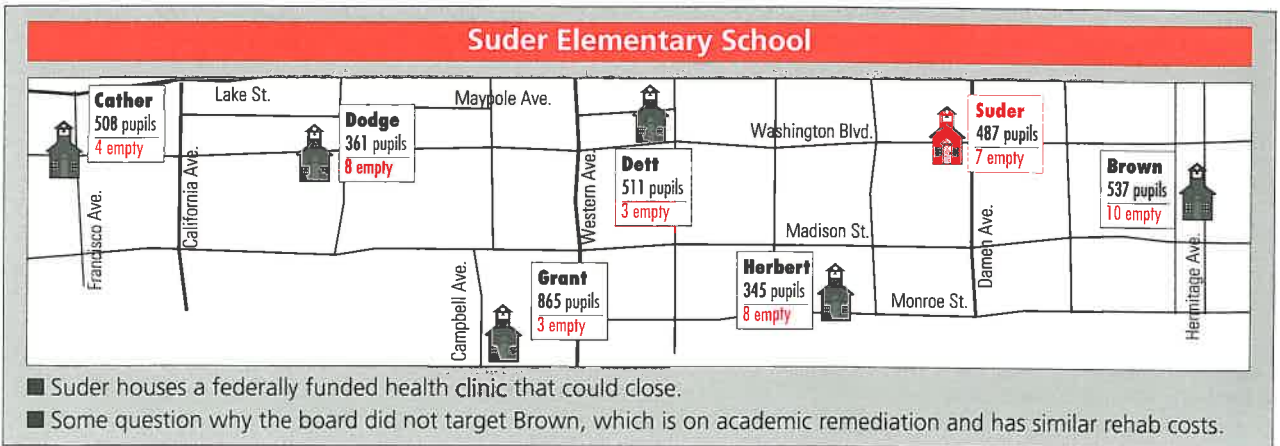 Suder Elementary School
Cather
508 pupils
4 empty
Lake St.
Dodge
361 pupils
8 empty
Maypole Ave.
Dett
511 pupils
3 empty
Washington Blvd.
Suder
487 pupils
7 empty
Brown
537 pupils
10 empty
Francisco Ave.
California Ave.
Western Ave.
Madison St.
Damen Ave.
Campbell Ave.
Grant
865 pupils
3 empty
Herbert
345 pupils
8 empty
Monroe St.
Hermitage Ave.
■ Suder houses a federally funded health clinic that could close.
■ Some question why the board did not target Brown, which is on academic remediation and has similar rehab costs.